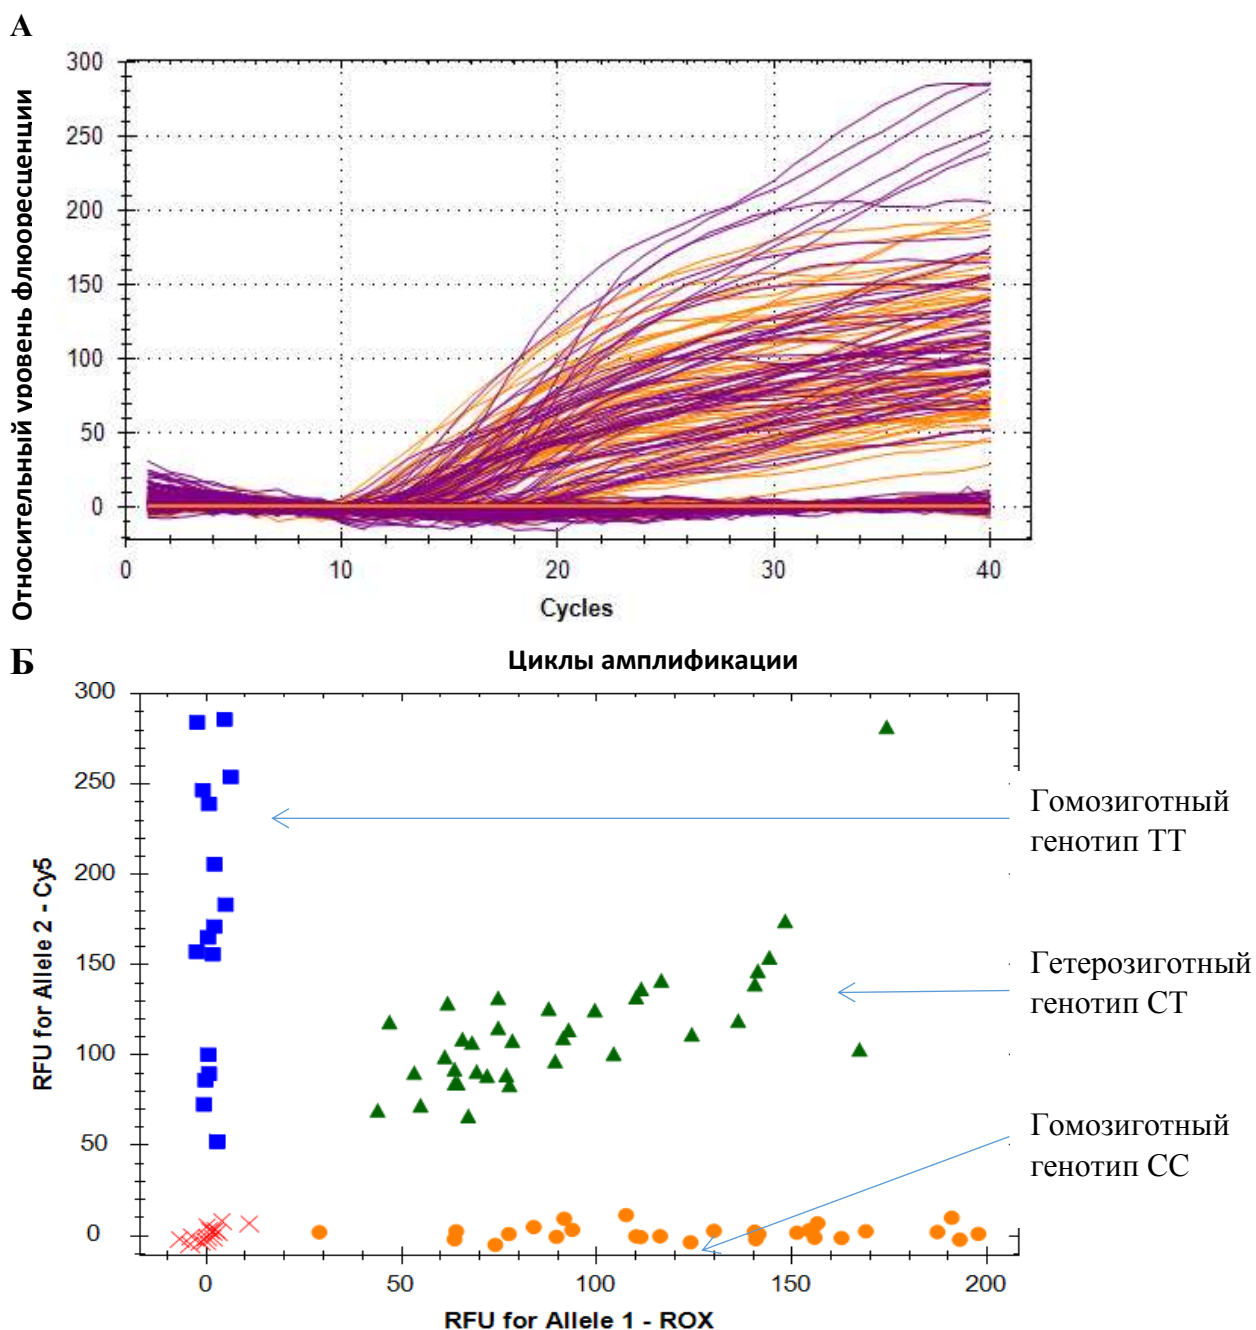 А
300
250
200
150
100
50
0
Относительный уровень флюоресценции
0 10 20 30 40
Cycles
Циклы амплификации
Б
300
250
200
150
100
50
0
RFU for Allele 2 - Cy5
Гомозиготный
генотип ТТ
Гетерозиготный
генотип СТ
Гомозиготный
генотип СС
0 50 100 150 200
RFU for Allele 1 - ROX